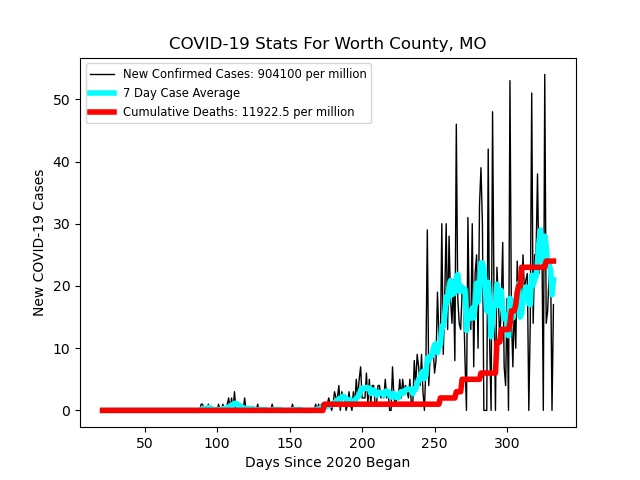 COVID-19 Stats For Worth County, MO
New Confirmed Cases: 904100 per million
7 Day Case Average
Cumulative Deaths: 11922.5 per million
New COVID-19 Cases
50
40
30
20
10
0
50 100 150 200 250 300
Days Since 2020 Began